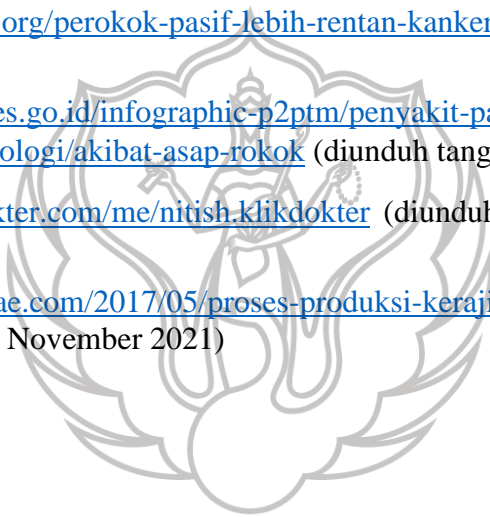 .org/perokok-pasif-lebih-rentan-kanker
es.go.id/infographic-p2ptm/penyakit-pa
ologi/akibat-asap-rokok (diunduh tang
kter.com/me/nitish.klikdokter (diunduh
ae.com/2017/05/proses-produksi-keraji
November 2021)